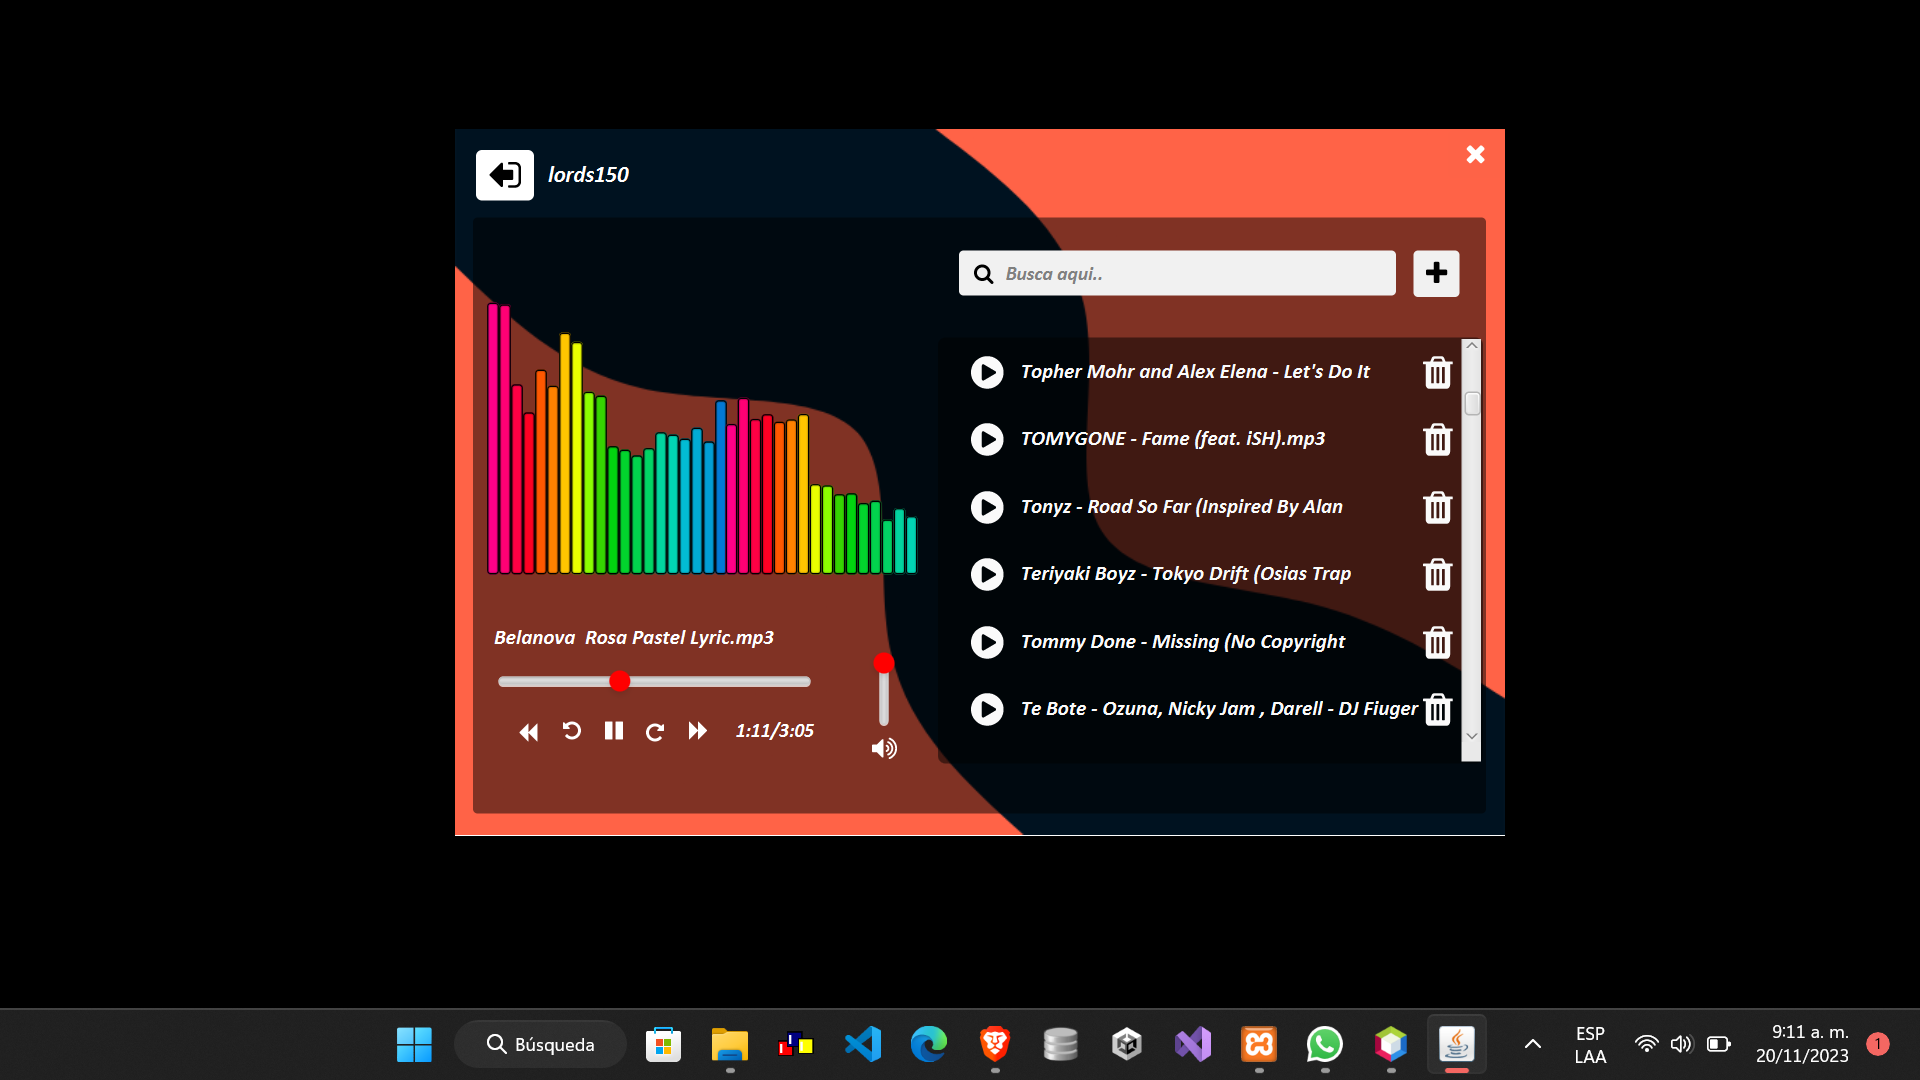 lords150
Busca aqui..
Topher Mohr and Alex Elena - Let's Do It
TOMYGONE - Fame (feat. iSH).mp3
Tonyz - Road So Far (Inspired By Alan
Teriyaki Boyz - Tokyo Drift (Osias Trap
Tommy Done - Missing (No Copyright
Te Bote - Ozuna, Nicky Jam , Darell - DJ Fiuger
Belanova  Rosa Pastel Lyric.mp3
1:11/3:05
Búsqueda
ESP
LAA
9:11 a. m.
20/11/2023
1